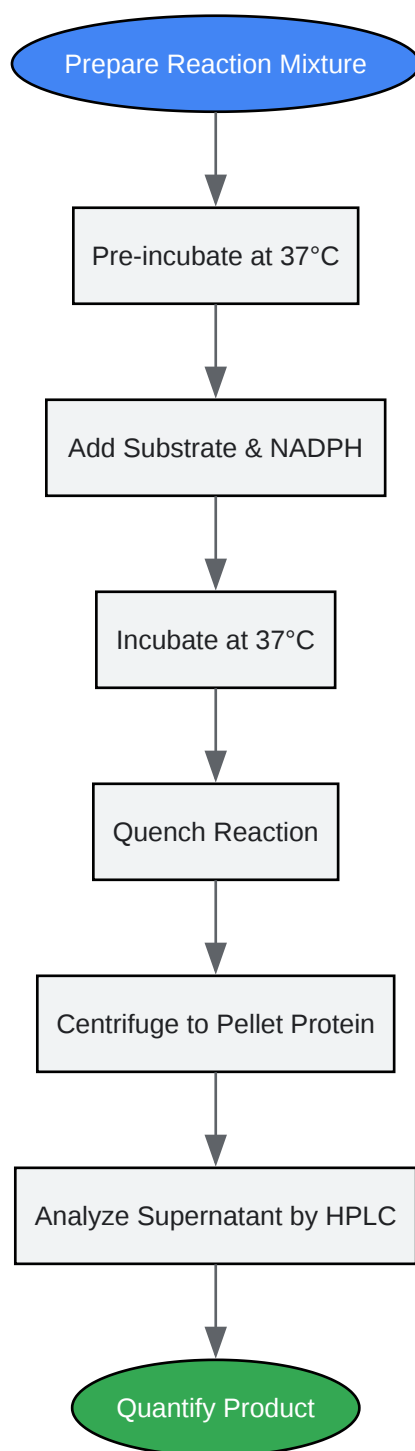 Prepare Reaction Mixture
Pre-incubate at 37°C
Add Substrate & NADPH
Incubate at 37°C
Quench Reaction
Centrifuge to Pellet Protein
Analyze Supernatant by HPLC
Quantify Product